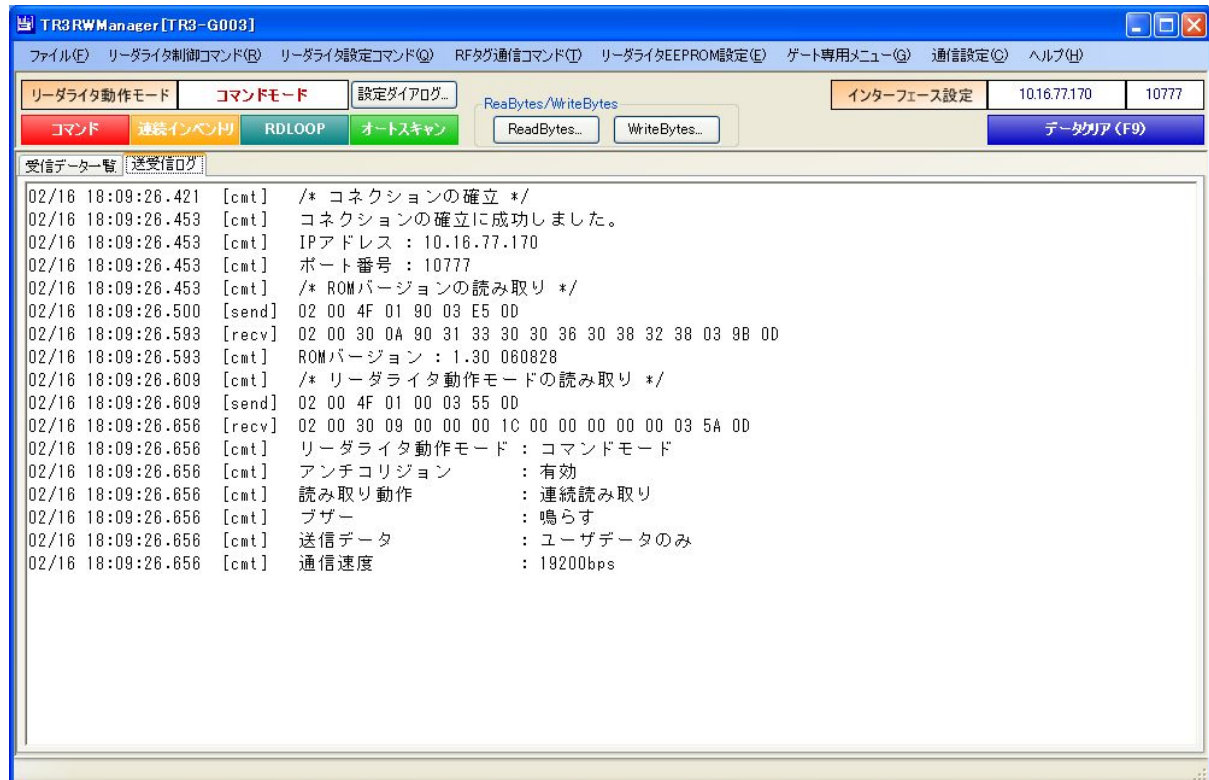 TR3RWManager[TR3-G003]
ファイル(F) リーダライタ制御コマンド(R) リーダライタ設定コマンド(Q) RFタグ通信コマンド(T) リーダライタEEPROM設定(E) ゲート専用メニュー(G) 通信設定(C) ヘルプ(H)
リーダライタ動作モード コマンドモード 設定ダイアログ... ReaBytes/WriteBytes インターフェース設定 10.16.77.170 10777
コマンド 連続インベントリ RDLOOP オートスキャン ReadBytes... WriteBytes... データクリア(F9)
受信データ一覧 送受信ログ
02/16 18:09:26.421 [cmt] /* コネクションの確立 */
02/16 18:09:26.453 [cmt] コネクションの確立に成功しました。
02/16 18:09:26.453 [cmt] IPアドレス : 10.16.77.170
02/16 18:09:26.453 [cmt] ポート番号 : 10777
02/16 18:09:26.453 [cmt] /* ROMバージョンの読み取り */
02/16 18:09:26.500 [send] 02 00 4F 01 90 03 E5 0D
02/16 18:09:26.593 [recv] 02 00 30 0A 90 31 33 30 30 36 30 38 32 38 03 9B 0D
02/16 18:09:26.593 [cmt] ROMバージョン : 1.30 060828
02/16 18:09:26.609 [cmt] /* リーダライタ動作モードの読み取り */
02/16 18:09:26.609 [send] 02 00 4F 01 00 03 55 0D
02/16 18:09:26.656 [recv] 02 00 30 09 00 00 00 1C 00 00 00 00 00 03 5A 0D
02/16 18:09:26.656 [cmt] リーダライタ動作モード : コマンドモード
02/16 18:09:26.656 [cmt] アンチコリジョン : 有効
02/16 18:09:26.656 [cmt] 読み取り動作 : 連続読み取り
02/16 18:09:26.656 [cmt] ブザー : 鳴らす
02/16 18:09:26.656 [cmt] 送信データ : ユーザデータのみ
02/16 18:09:26.656 [cmt] 通信速度 : 19200bps